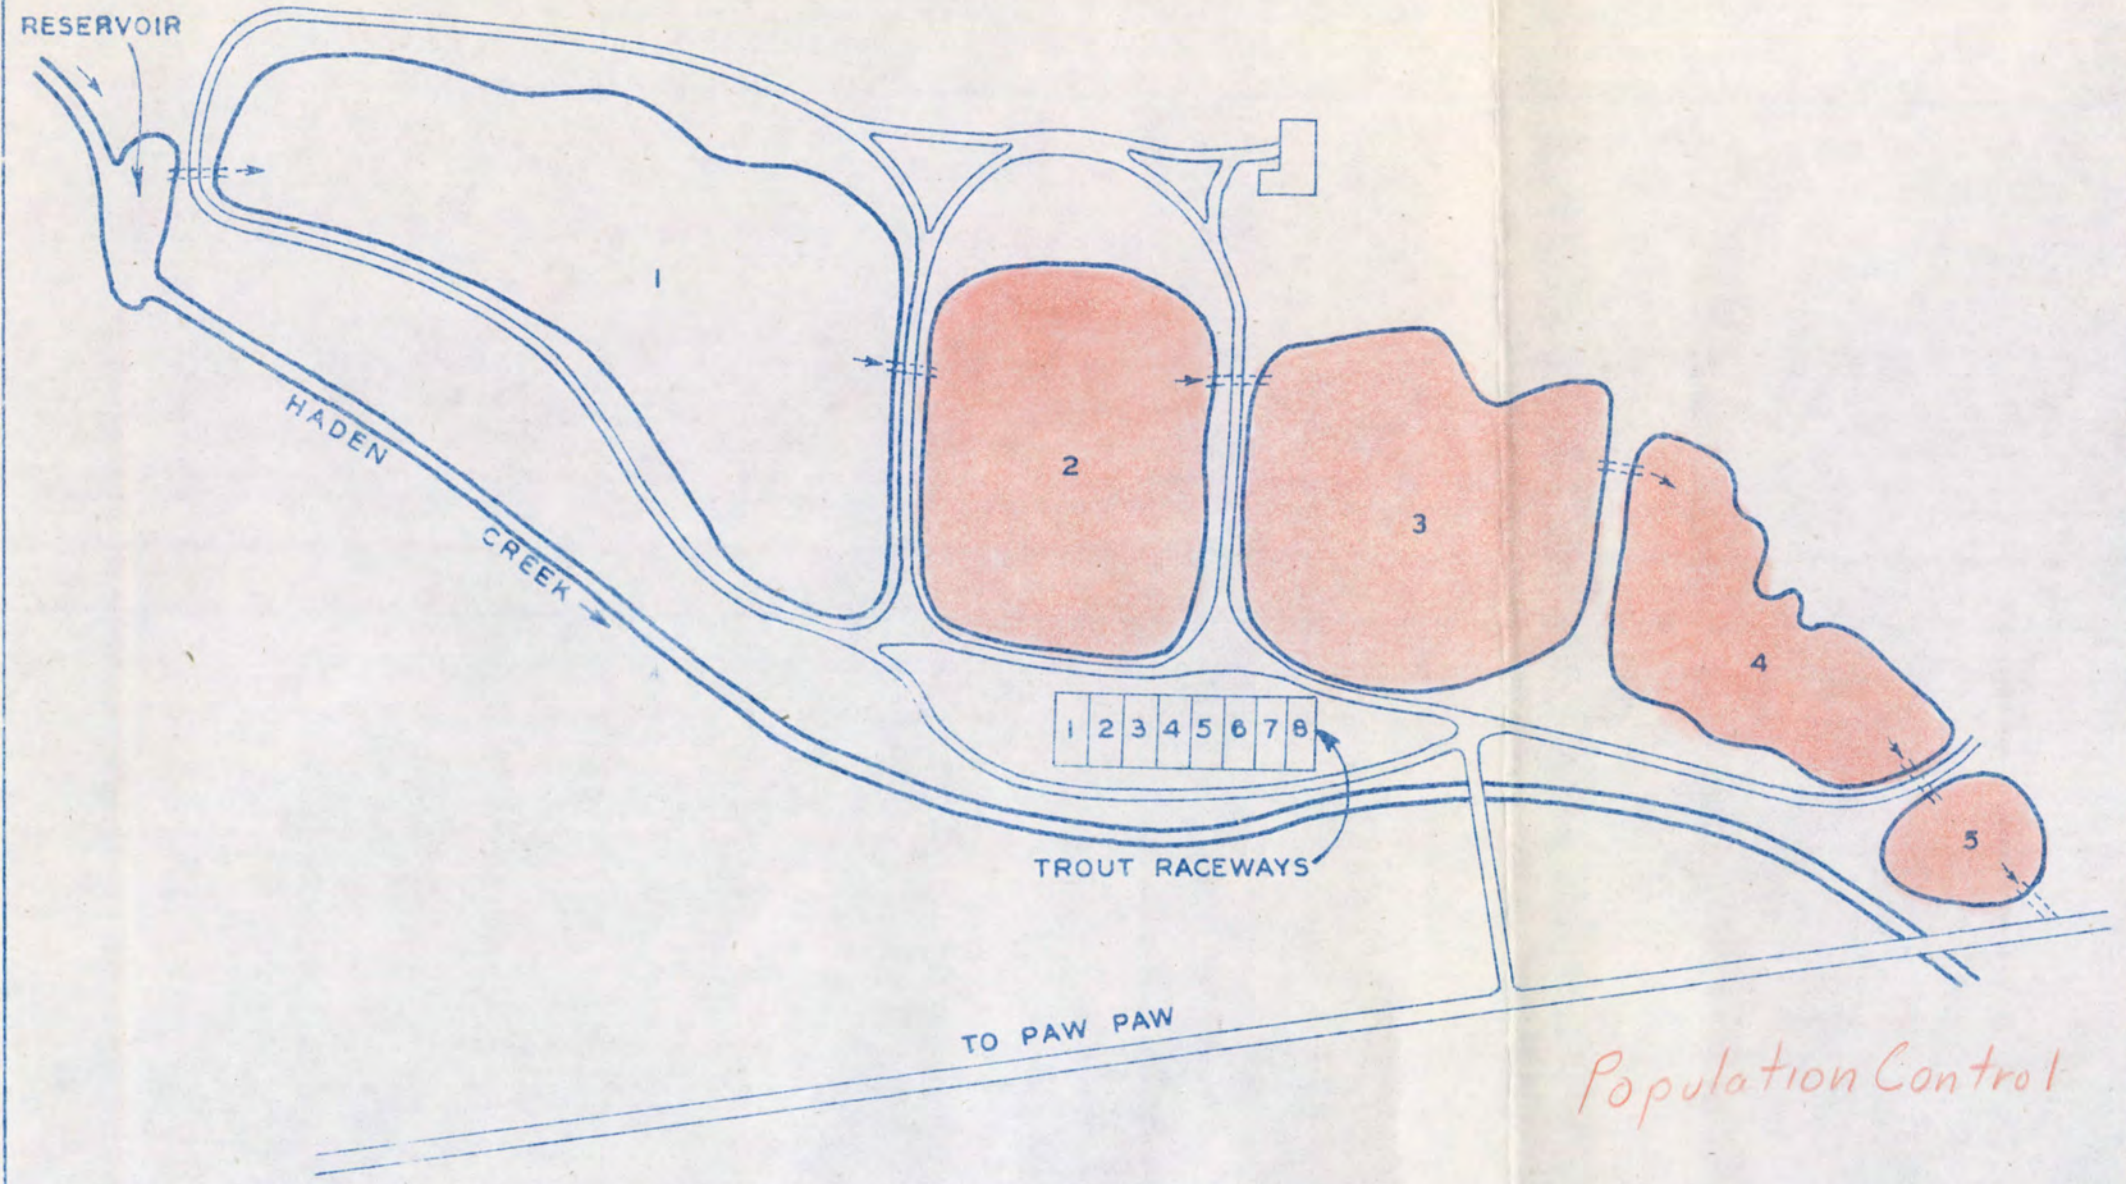 RESERVOIR
1
2
3
4
5
HADEN
CREEK
1 2 3 4 5 6 7 8
TROUT RACEWAYS
TO PAW PAW
Population Control